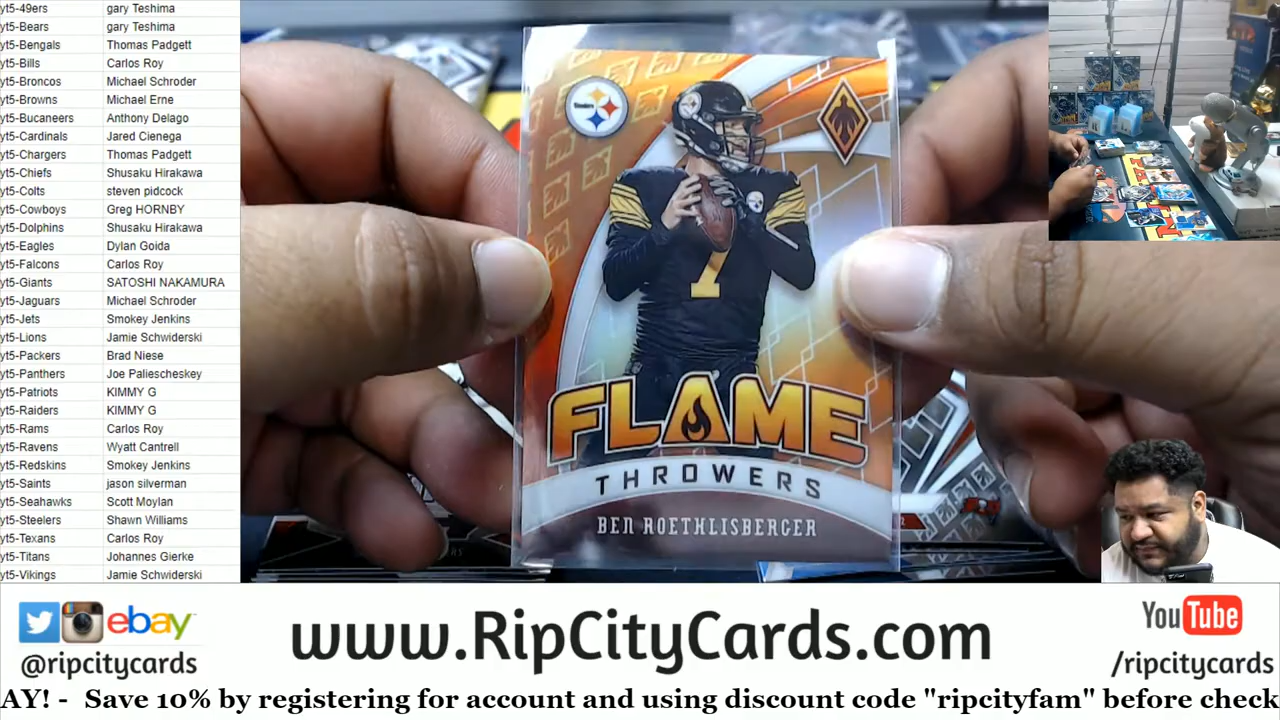 yt5-49ers gary Teshima
yt5-Bears gary Teshima
yt5-Bengals Thomas Padgett
yt5-Bills Carlos Roy
yt5-Broncos Michael Schroder
yt5-Browns Michael Erne
yt5-Bucaneers Anthony Delago
yt5-Cardinals Jared Cienega
yt5-Chargers Thomas Padgett
yt5-Chiefs Shusaku Hirakawa
yt5-Colts steven pidcock
yt5-Cowboys Greg HORNBY
yt5-Dolphins Shusaku Hirakawa
yt5-Eagles Dylan Goida
yt5-Falcons Carlos Roy
yt5-Giants SATOSHI NAKAMURA
yt5-Jaguars Michael Schroder
yt5-Jets Smokey Jenkins
yt5-Lions Jamie Schwiderski
yt5-Packers Brad Niese
yt5-Panthers Joe Paliescheskey
yt5-Patriots KIMMY G
yt5-Raiders KIMMY G
yt5-Rams Carlos Roy
yt5-Ravens Wyatt Cantrell
yt5-Redskins Smokey Jenkins
yt5-Saints jason silverman
yt5-Seahawks Scott Moylan
yt5-Steelers Shawn Williams
yt5-Texans Carlos Roy
yt5-Titans Johannes Gierke
yt5-Vikings Jamie Schwiderski
Steelers
7
FLAME
THROWERS
BEN ROETHLISBERGER
ebay
@ripcitycards
www.RipCityCards.com
YouTube
/ripcitycards
AY! - Save 10% by registering for account and using discount code "ripcityfam" before check